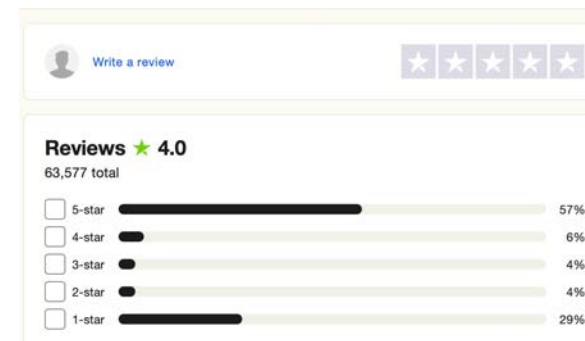 Write a review
Reviews ★ 4.0
63,577 total
5-star 57%
4-star 6%
3-star 4%
2-star 4%
1-star 29%